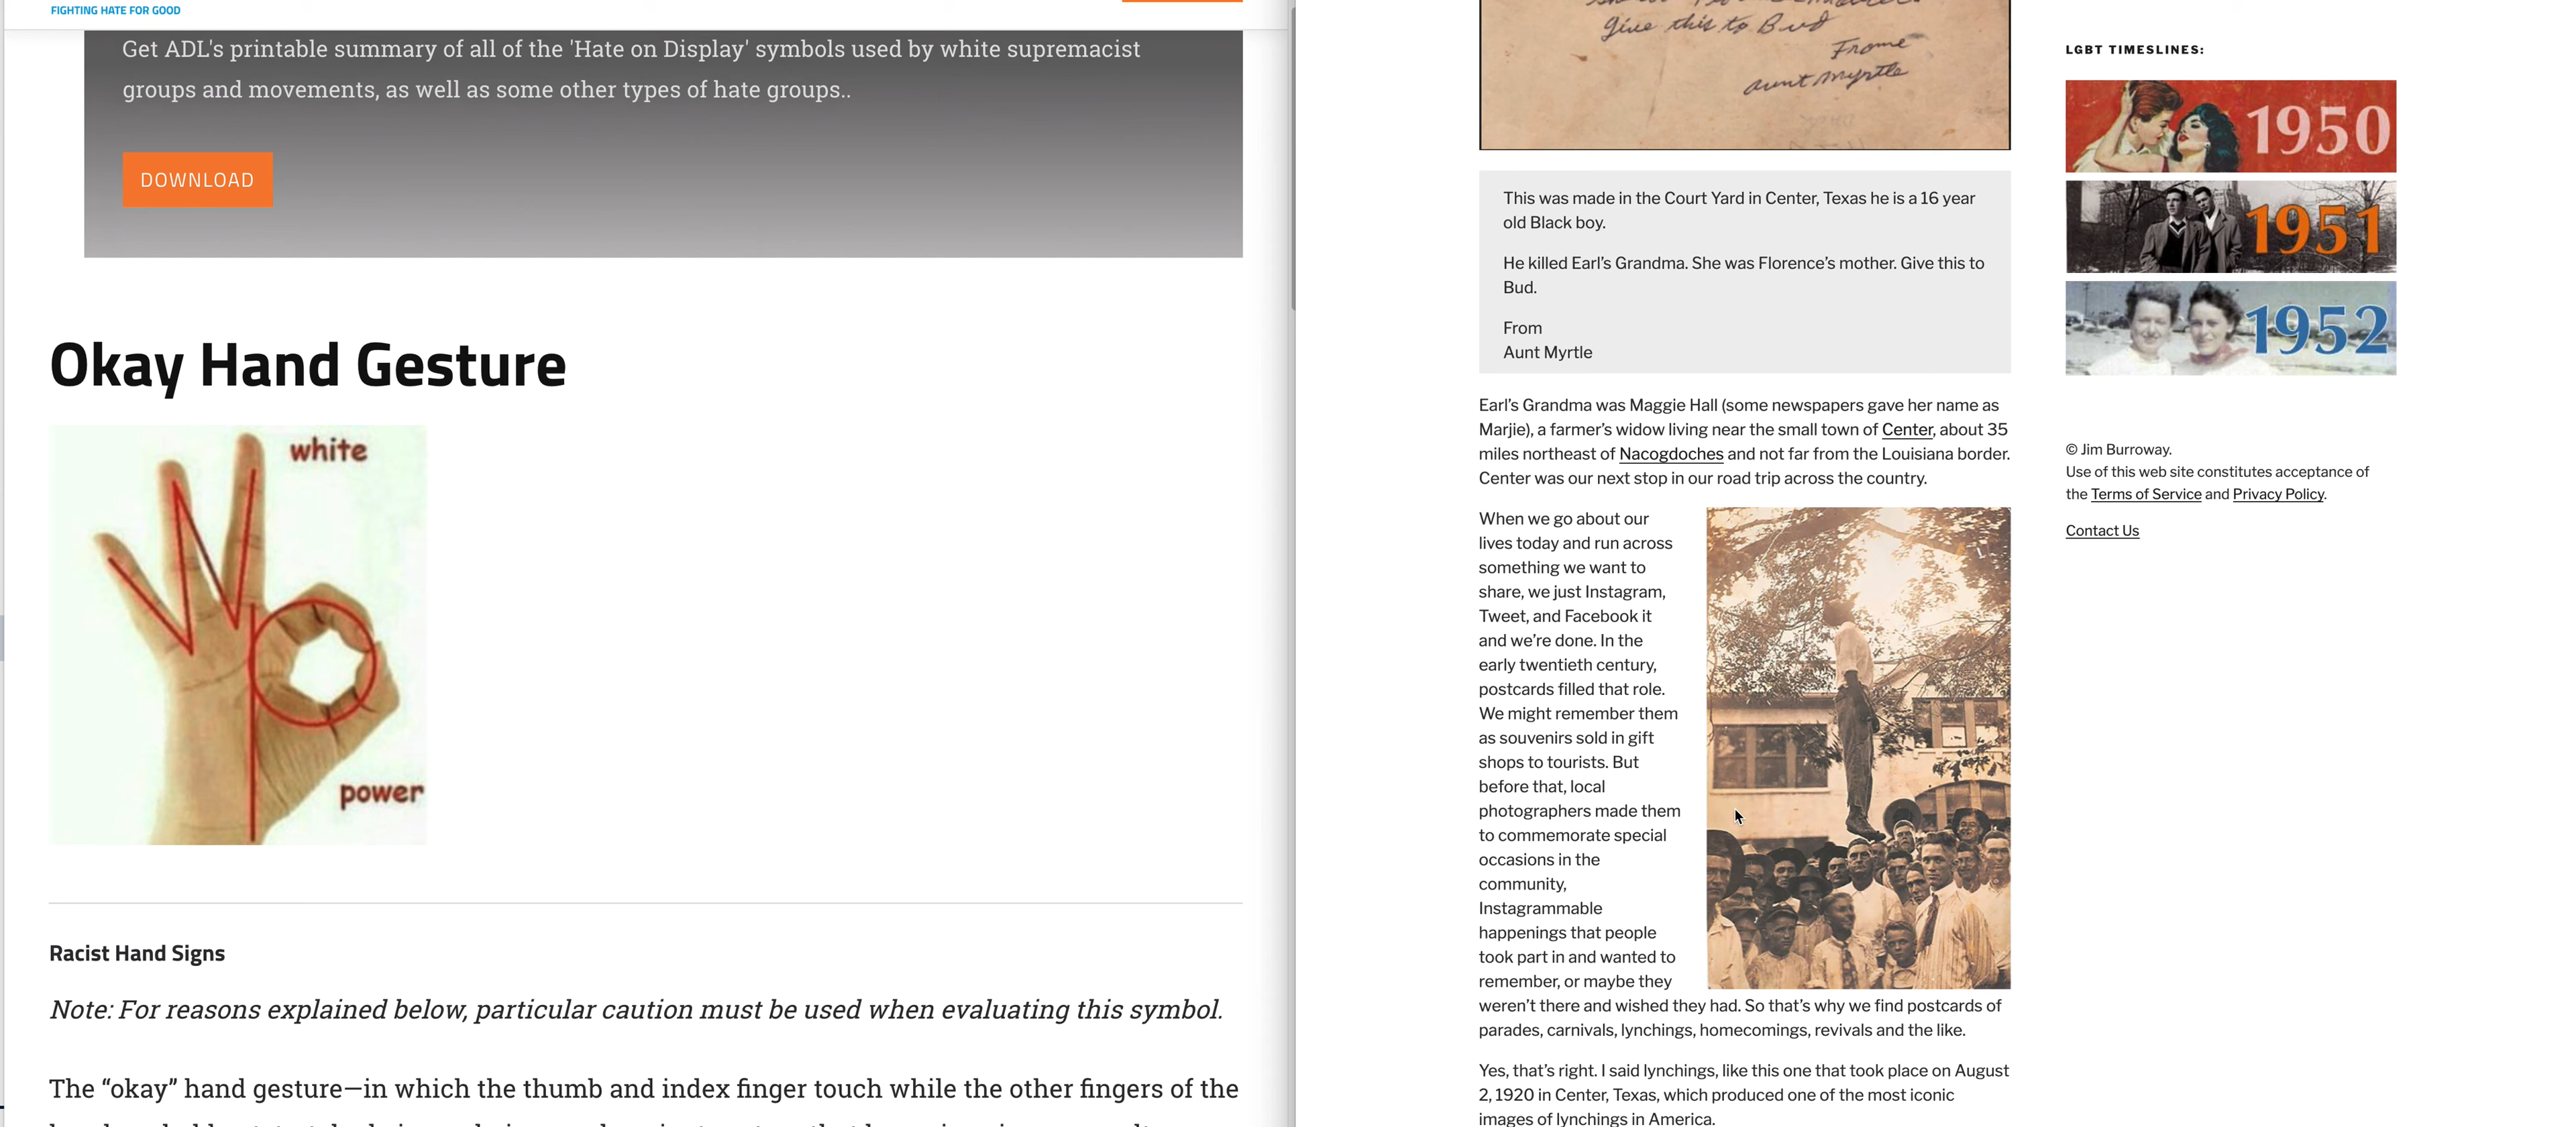 FIGHTING HATE FOR GOOD
Get ADL's printable summary of all of the 'Hate on Display' symbols used by white supremacist
groups and movements, as well as some other types of hate groups..
DOWNLOAD
Okay Hand Gesture
white
power
Racist Hand Signs
Note: For reasons explained below, particular caution must be used when evaluating this symbol.
The “okay” hand gesture—in which the thumb and index finger touch while the other fingers of the
Give this to Bud
From
Aunt Myrtle
This was made in the Court Yard in Center, Texas he is a 16 year
old Black boy.
He killed Earl’s Grandma. She was Florence’s mother. Give this to
Bud.
From
Aunt Myrtle
Earl’s Grandma was Maggie Hall (some newspapers gave her name as
Marjie), a farmer’s widow living near the small town of Center, about 35
miles northeast of Nacogdoches and not far from the Louisiana border.
Center was our next stop in our road trip across the country.
When we go about our
lives today and run across
something we want to
share, we just Instagram,
Tweet, and Facebook it
and we’re done. In the
early twentieth century,
postcards filled that role.
We might remember them
as souvenirs sold in gift
shops to tourists. But
before that, local
photographers made them
to commemorate special
occasions in the
community,
Instagrammable
happenings that people
took part in and wanted to
remember, or maybe they
weren’t there and wished they had. So that’s why we find postcards of
parades, carnivals, lynchings, homecomings, revivals and the like.
Yes, that’s right. I said lynchings, like this one that took place on August
2, 1920 in Center, Texas, which produced one of the most iconic
images of lynchings in America.
LGBT TIMESLINES:
1950
1951
1952
© Jim Burroway.
Use of this web site constitutes acceptance of
the Terms of Service and Privacy Policy.
Contact Us